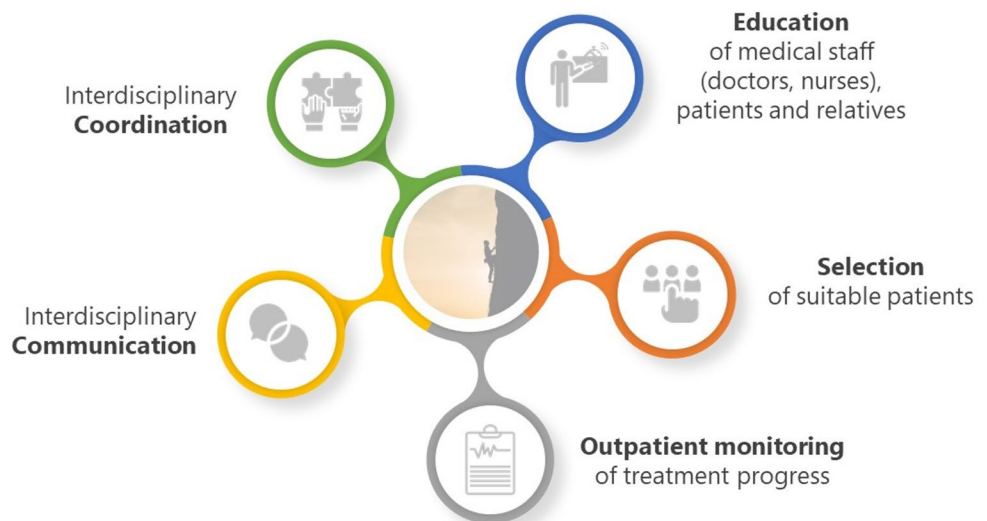 Education
of medical staff
(doctors, nurses),
patients and relatives
Interdisciplinary
Coordination
Selection
of suitable patients
Interdisciplinary
Communication
Outpatient monitoring
of treatment progress